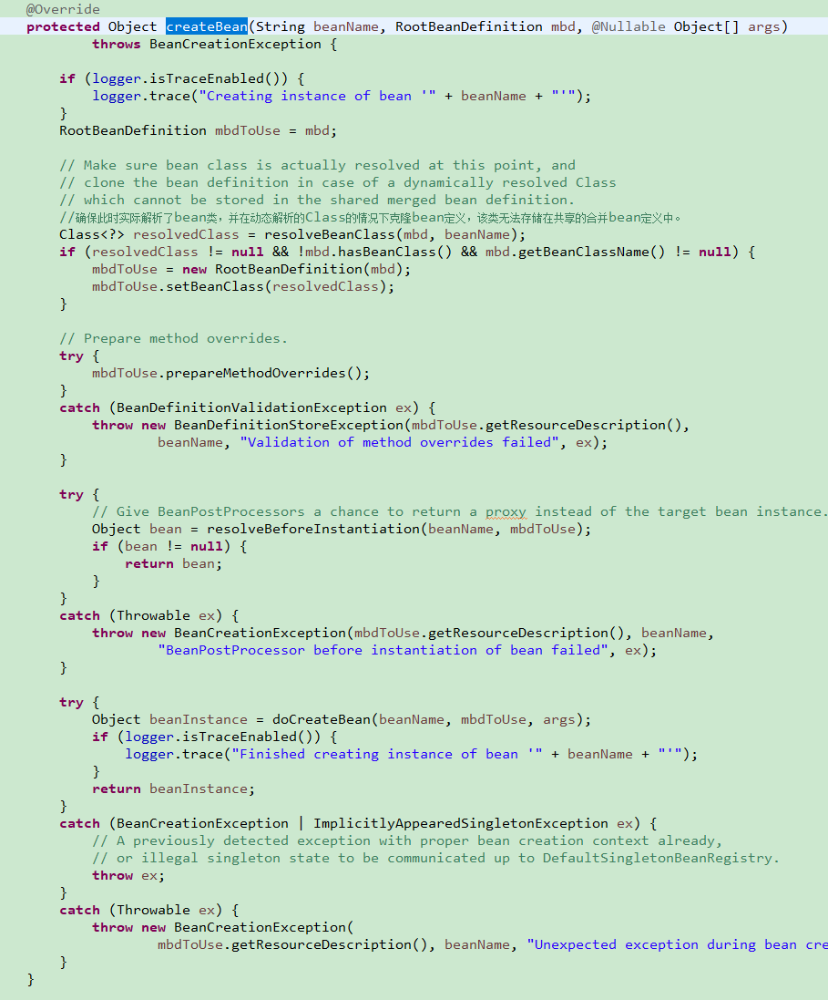 @Override
protected Object createBean(String beanName, RootBeanDefinition mbd, @Nullable Object[] args)
        throws BeanCreationException {

    if (logger.isTraceEnabled()) {
        logger.trace("Creating instance of bean '" + beanName + "'");
    }
    RootBeanDefinition mbdToUse = mbd;

    // Make sure bean class is actually resolved at this point, and
    // clone the bean definition in case of a dynamically resolved Class
    // which cannot be stored in the shared merged bean definition.
    //确保此时实际解析了bean类，并在动态解析的Class的情况下克隆bean定义，该类无法存储在共享的合并bean定义中。
    Class<?> resolvedClass = resolveBeanClass(mbd, beanName);
    if (resolvedClass != null && !mbd.hasBeanClass() && mbd.getBeanClassName() != null) {
        mbdToUse = new RootBeanDefinition(mbd);
        mbdToUse.setBeanClass(resolvedClass);
    }

    // Prepare method overrides.
    try {
        mbdToUse.prepareMethodOverrides();
    }
    catch (BeanDefinitionValidationException ex) {
        throw new BeanDefinitionStoreException(mbdToUse.getResourceDescription(),
                beanName, "Validation of method overrides failed", ex);
    }

    try {
        // Give BeanPostProcessors a chance to return a proxy instead of the target bean instance.
        Object bean = resolveBeforeInstantiation(beanName, mbdToUse);
        if (bean != null) {
            return bean;
        }
    }
    catch (Throwable ex) {
        throw new BeanCreationException(mbdToUse.getResourceDescription(), beanName,
                "BeanPostProcessor before instantiation of bean failed", ex);
    }

    try {
        Object beanInstance = doCreateBean(beanName, mbdToUse, args);
        if (logger.isTraceEnabled()) {
            logger.trace("Finished creating instance of bean '" + beanName + "'");
        }
        return beanInstance;
    }
    catch (BeanCreationException | ImplicitlyAppearedSingletonException ex) {
        // A previously detected exception with proper bean creation context already,
        // or illegal singleton state to be communicated up to DefaultSingletonBeanRegistry.
        throw ex;
    }
    catch (Throwable ex) {
        throw new BeanCreationException(
                mbdToUse.getResourceDescription(), beanName, "Unexpected exception during bean cre
    }
}